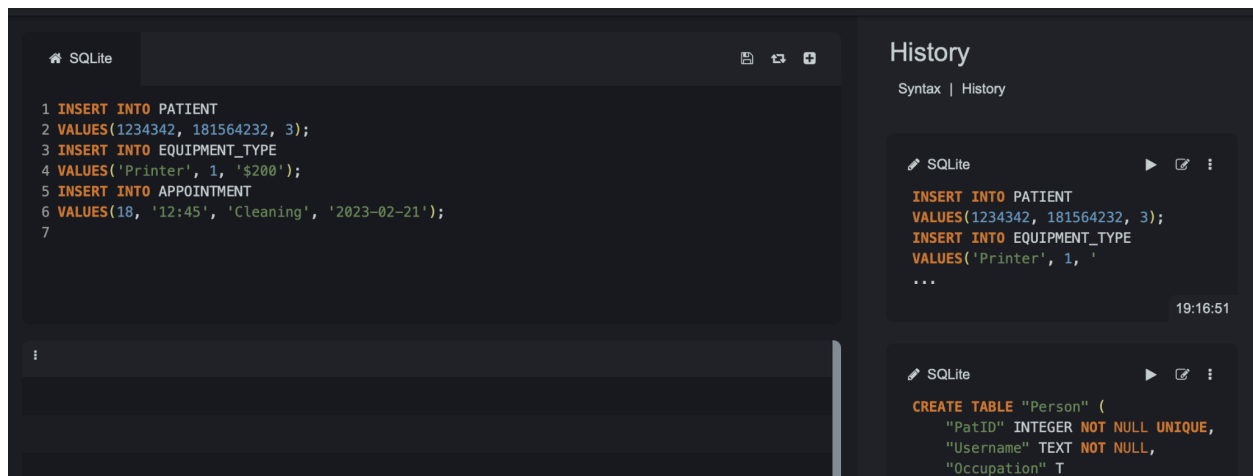 SQLite
1 INSERT INTO PATIENT
2 VALUES(1234342, 181564232, 3);
3 INSERT INTO EQUIPMENT_TYPE
4 VALUES('Printer', 1, '$200');
5 INSERT INTO APPOINTMENT
6 VALUES(18, '12:45', 'Cleaning', '2023-02-21');
7
History
Syntax | History
SQLite
INSERT INTO PATIENT
VALUES(1234342, 181564232, 3);
INSERT INTO EQUIPMENT_TYPE
VALUES('Printer', 1, '
...
19:16:51
SQLite
CREATE TABLE "Person" (
"PatID" INTEGER NOT NULL UNIQUE,
"Username" TEXT NOT NULL,
"Occupation" T